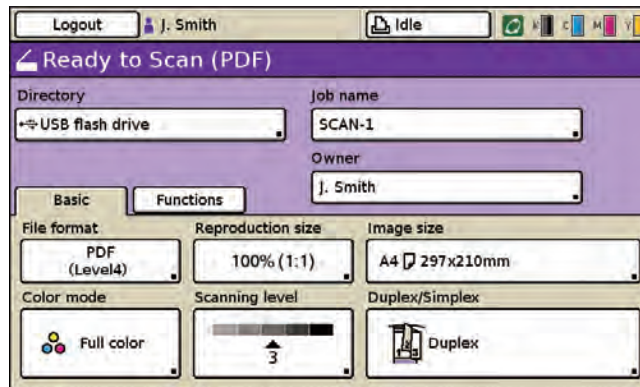 Logout
J. Smith
Idle
K C M Y
Ready to Scan (PDF)
Directory
Job name
USB flash drive
SCAN-1
Owner
J. Smith
Basic
Functions
File format
Reproduction size
Image size
PDF
(Level4)
100% (1:1)
A4 297x210mm
Color mode
Scanning level
Duplex/Simplex
Full color
3
Duplex